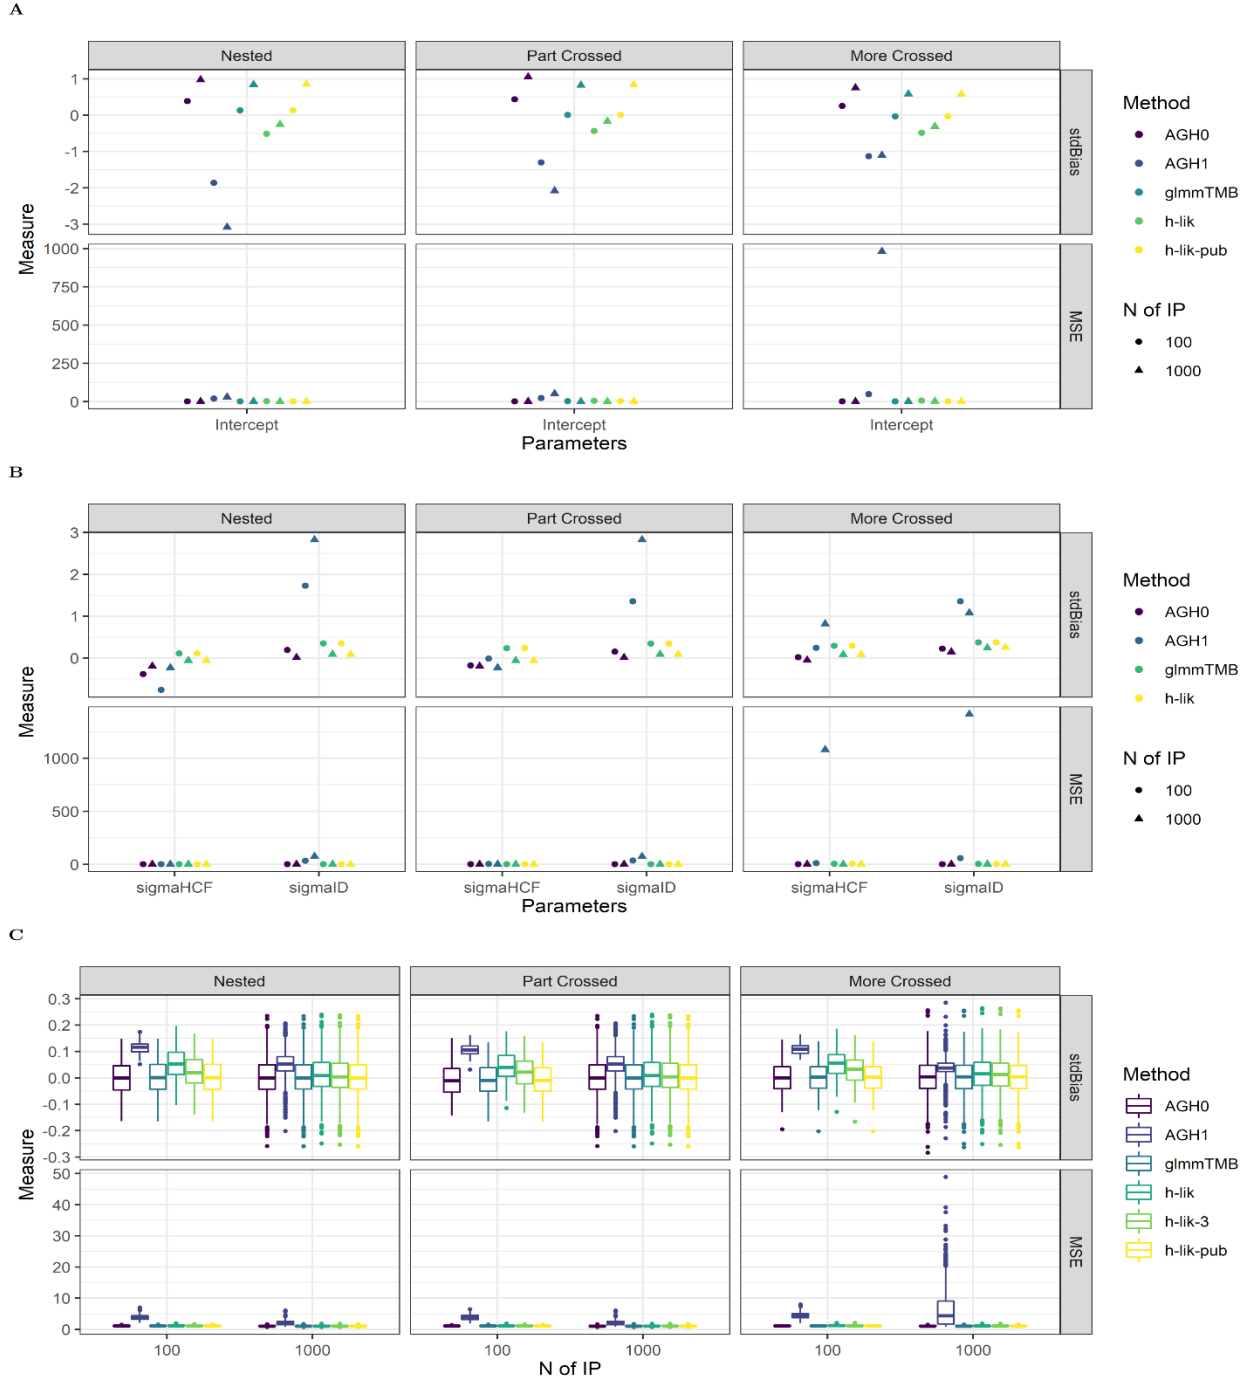 A
Nested
Part Crossed
More Crossed
1
0
-1
-2
-3
stdBias
1000
750
500
250
0
MSE
Measure
Intercept
Intercept
Intercept
Parameters
Method
AGH0
AGH1
glmmTMB
h-lik
h-lik-pub
N of IP
100
1000
B
Nested
Part Crossed
More Crossed
3
2
1
0
stdBias
1000
500
0
MSE
Measure
sigmaHCF
sigmaID
sigmaHCF
sigmaID
sigmaHCF
sigmaID
Parameters
Method
AGH0
AGH1
glmmTMB
h-lik
N of IP
100
1000
C
Nested
Part Crossed
More Crossed
0.3
0.2
0.1
0.0
-0.1
-0.2
-0.3
stdBias
50
40
30
20
10
0
MSE
Measure
100
1000
100
1000
100
1000
N of IP
Method
AGH0
AGH1
glmmTMB
h-lik
h-lik-3
h-lik-pub